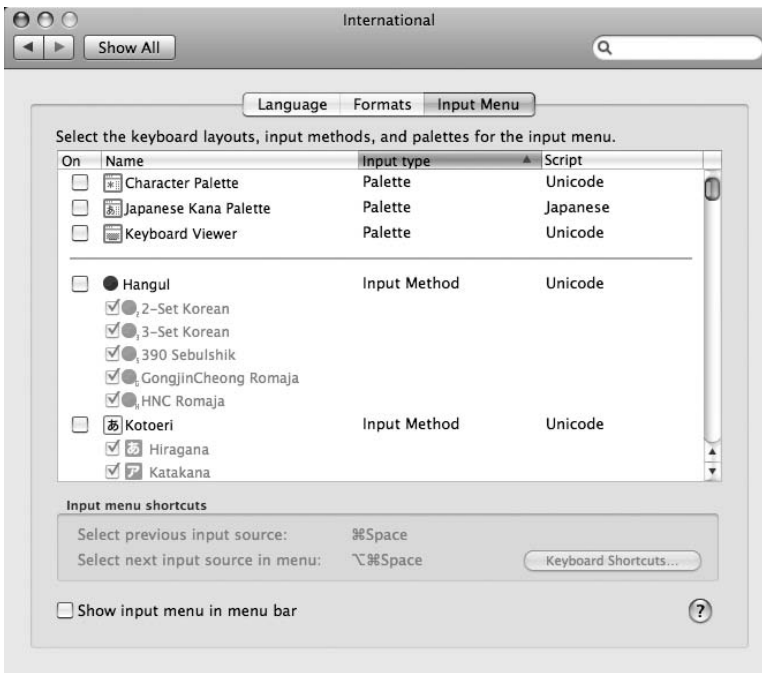 International
Show All
Language Formats Input Menu
Select the keyboard layouts, input methods, and palettes for the input menu.
On Name Input type Script
Character Palette Palette Unicode
あ Japanese Kana Palette Palette Japanese
Keyboard Viewer Palette Unicode
Hangul Input Method Unicode
2-Set Korean
3-Set Korean
390 Sebulshik
GongjinCheong Romaja
HNC Romaja
あ Kotoeri Input Method Unicode
あ Hiragana
ア Katakana
Input menu shortcuts
Select previous input source: ⌘Space
Select next input source in menu: ⌥⌘Space Keyboard Shortcuts...
Show input menu in menu bar ?